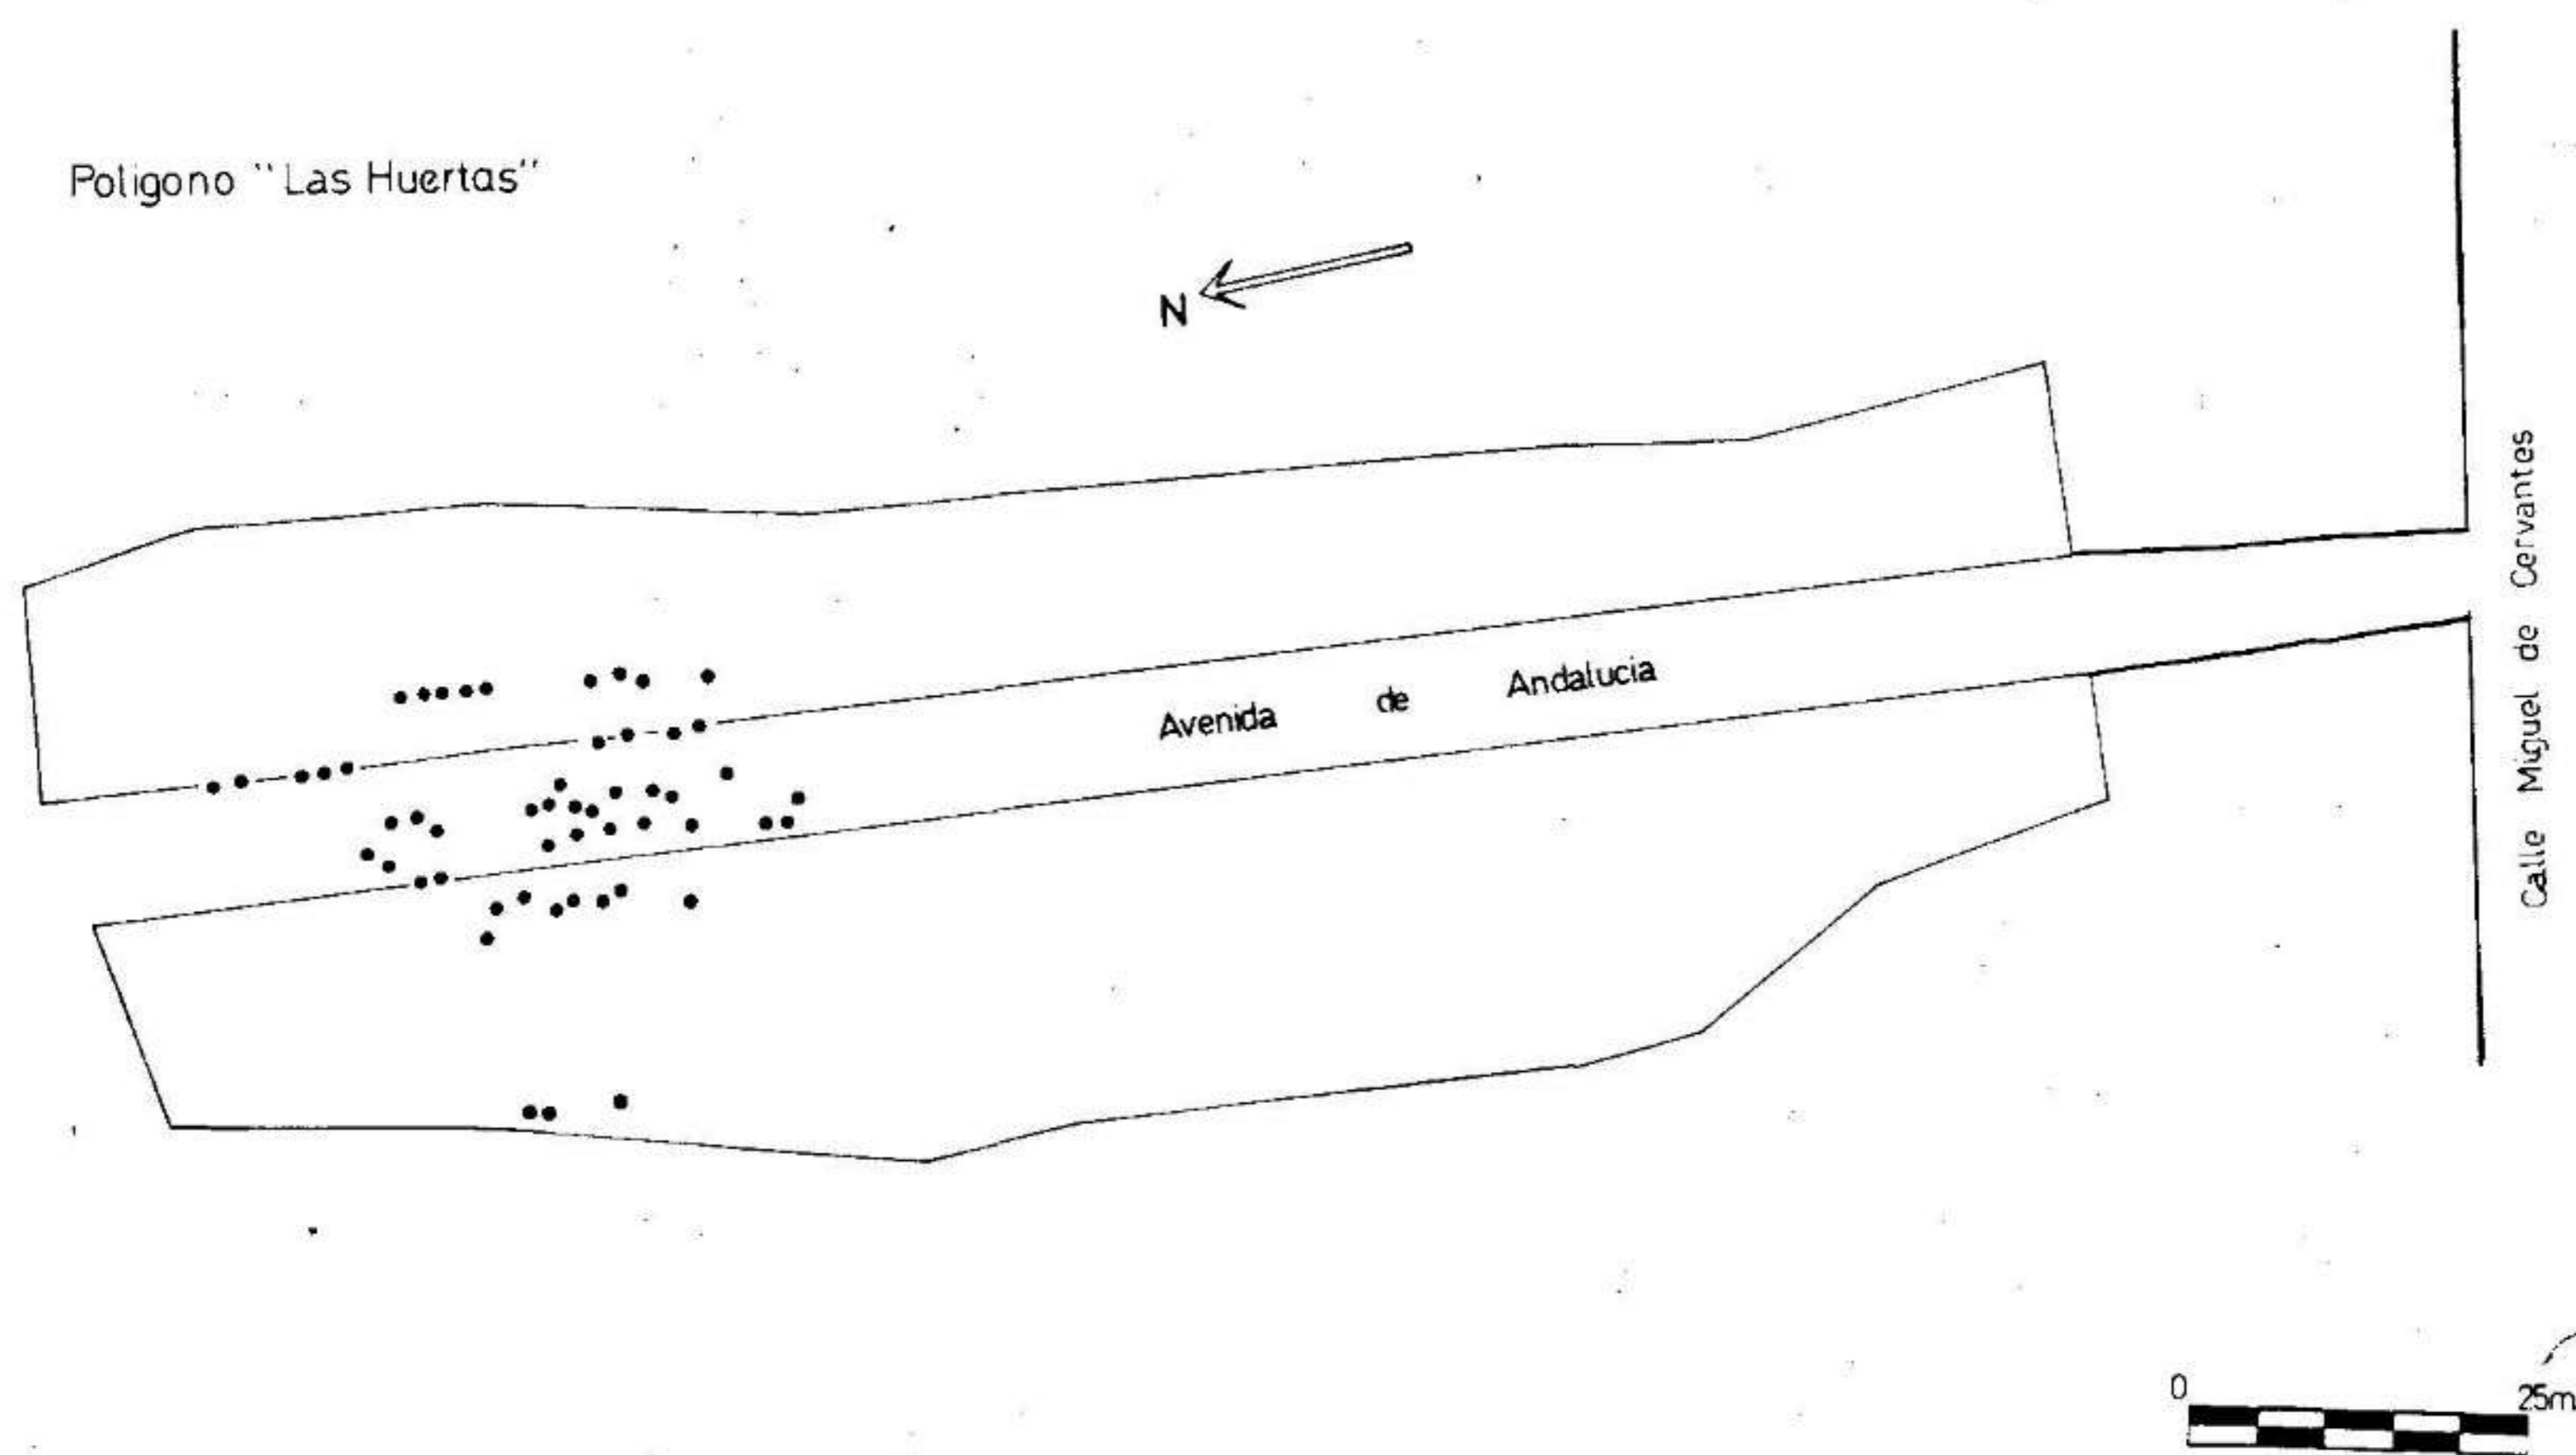 Poligono "Las Huertas"
N
Avenida de Andalucia
Calle Miguel de Cervantes
0 25m